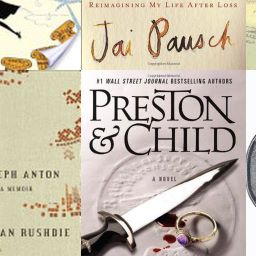 REIMAGINING MY LIFE AFTER LOSS
Jai Pausch
#1 WALL STREET JOURNAL BESTSELLING AUTHORS
PRESTON
& CHILD
A NOVEL
EPH ANTON
A MEMOIR
AN RUSHDIE